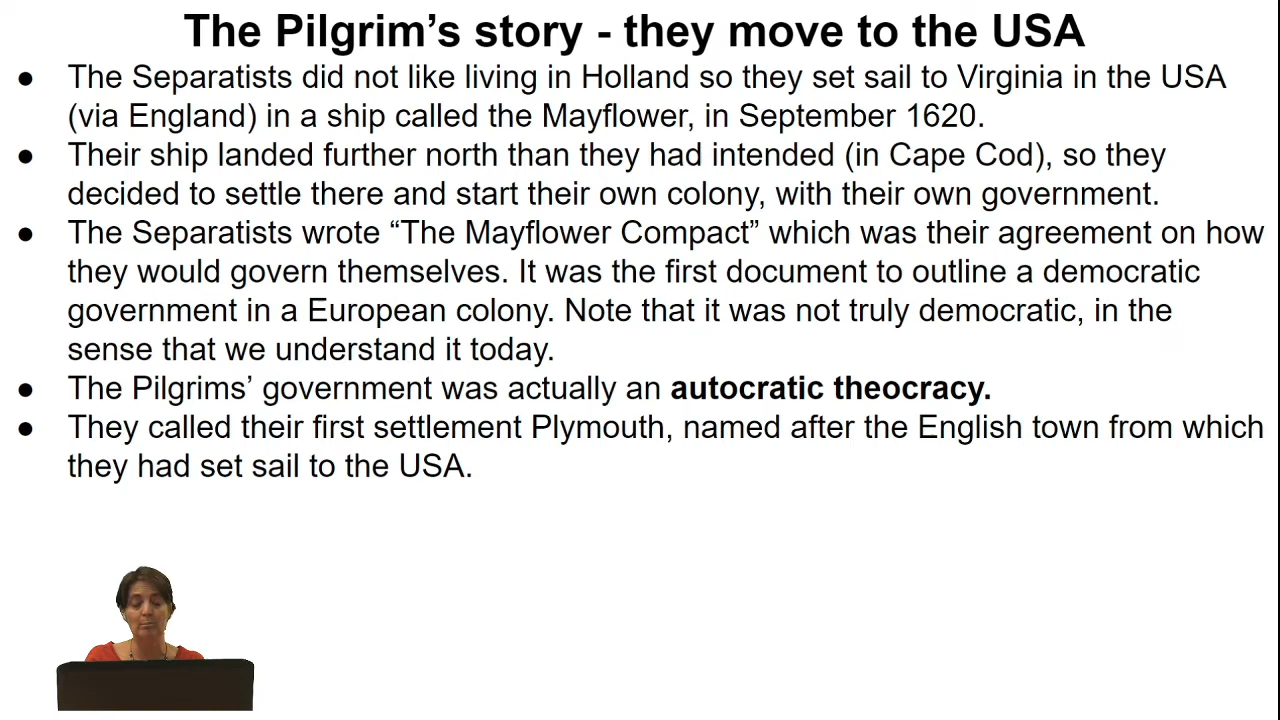 The Pilgrim’s story - they move to the USA
● The Separatists did not like living in Holland so they set sail to Virginia in the USA
(via England) in a ship called the Mayflower, in September 1620.
● Their ship landed further north than they had intended (in Cape Cod), so they
decided to settle there and start their own colony, with their own government.
● The Separatists wrote “The Mayflower Compact” which was their agreement on how
they would govern themselves. It was the first document to outline a democratic
government in a European colony. Note that it was not truly democratic, in the
sense that we understand it today.
● The Pilgrims’ government was actually an autocratic theocracy.
● They called their first settlement Plymouth, named after the English town from which
they had set sail to the USA.